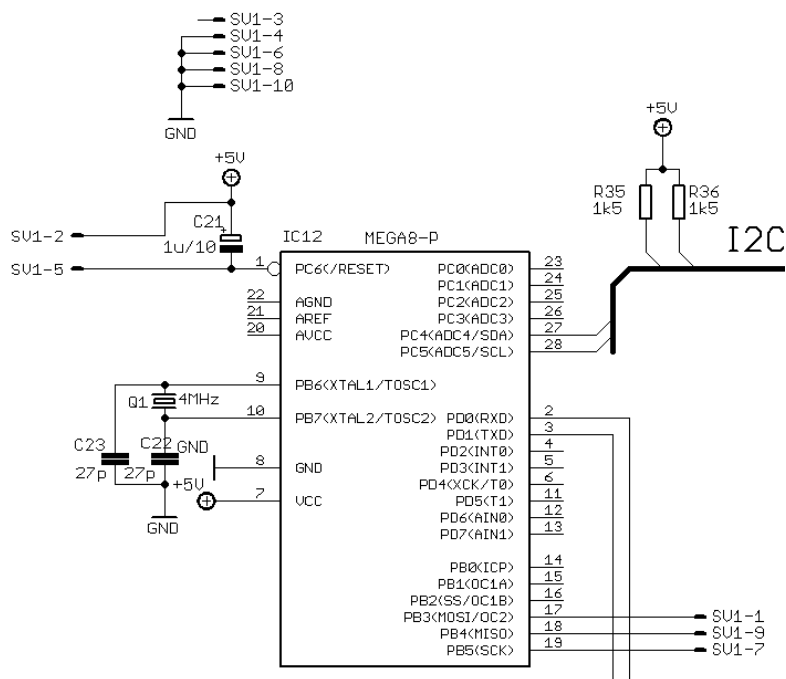 SV1-3
SV1-4
SV1-6
SV1-8
SV1-10
GND
+5V
+5V
C21
+
1u/10
R35
1k5
R36
1k5
I2C
SV1-2
SV1-5
IC12 MEGA8-P
1 PC6(/RESET) PC0(ADC0) 23
PC1(ADC1) 24
22 AGND PC2(ADC2) 25
21 AREF PC3(ADC3) 26
20 AVCC PC4(ADC4/SDA) 27
PC5(ADC5/SCL) 28
9 PB6(XTAL1/TOSC1)
Q1 4MHz
10 PB7(XTAL2/TOSC2) PD0(RXD) 2
PD1(TXD) 3
C23 C22 GND PD2(INT0) 4
8 GND PD3(INT1) 5
27p 27p PD4(XCK/T0) 6
+5V
7 VCC PD5(T1) 11
GND PD6(AIN0) 12
PD7(AIN1) 13
PB0(ICP) 14
PB1(OC1A) 15
PB2(SS/OC1B) 16
PB3(MOSI/OC2) 17 SV1-1
PB4(MISO) 18 SV1-9
PB5(SCK) 19 SV1-7